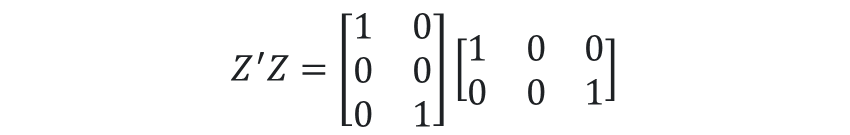 Z′Z = [1 0; 0 0; 0 1] [1 0 0; 0 0 1]